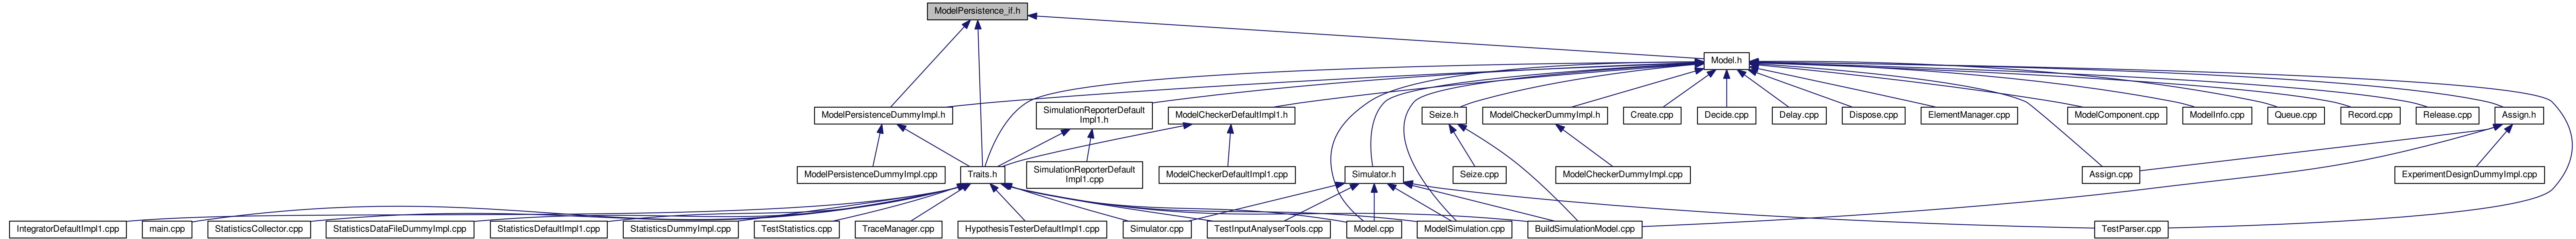 ModelPersistence_if.h
Model.h
ModelPersistenceDummyImpl.h
SimulationReporterDefault
Impl1.h
ModelCheckerDefaultImpl1.h
Seize.h
ModelCheckerDummyImpl.h
Create.cpp
Decide.cpp
Delay.cpp
Dispose.cpp
ElementManager.cpp
ModelComponent.cpp
ModelInfo.cpp
Queue.cpp
Record.cpp
Release.cpp
Assign.h
ModelPersistenceDummyImpl.cpp
Traits.h
SimulationReporterDefault
Impl1.cpp
ModelCheckerDefaultImpl1.cpp
Simulator.h
Seize.cpp
ModelCheckerDummyImpl.cpp
Assign.cpp
ExperimentDesignDummyImpl.cpp
IntegratorDefaultImpl1.cpp
main.cpp
StatisticsCollector.cpp
StatisticsDataFileDummyImpl.cpp
StatisticsDefaultImpl1.cpp
StatisticsDummyImpl.cpp
TestStatistics.cpp
TraceManager.cpp
HypothesisTesterDefaultImpl1.cpp
Simulator.cpp
TestInputAnalyserTools.cpp
Model.cpp
ModelSimulation.cpp
BuildSimulationModel.cpp
TestParser.cpp